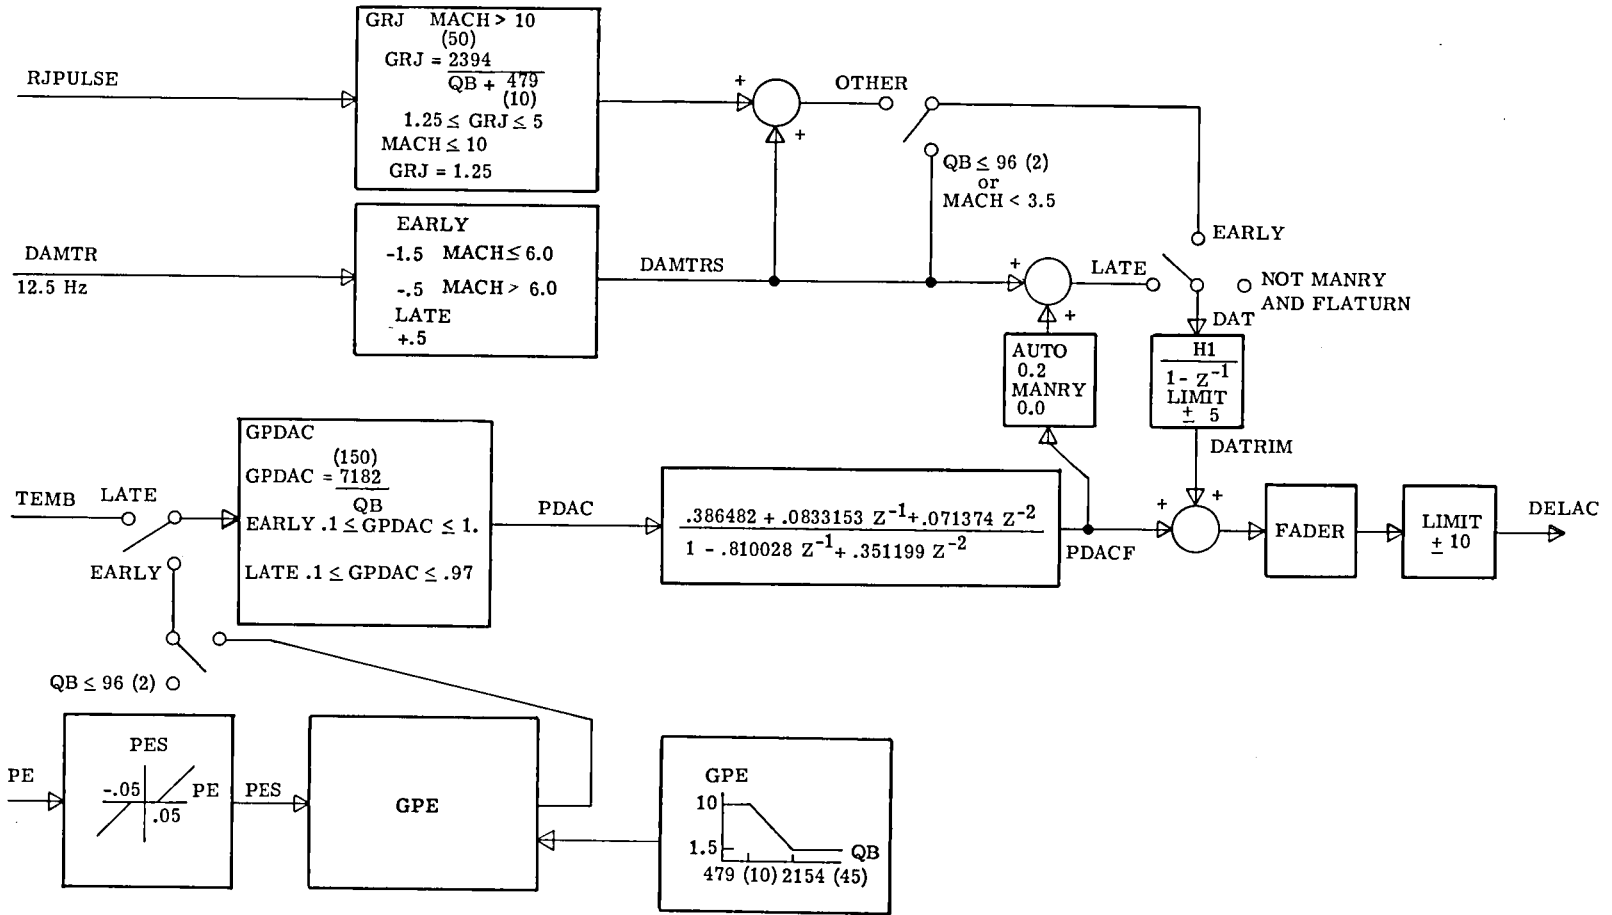 GRJ MACH > 10
(50)
GRJ = 2394
QB + 479
(10)
1.25 ≤ GRJ ≤ 5
MACH ≤ 10
GRJ = 1.25
RJPULSE
+
+
OTHER
QB ≤ 96 (2)
or
MACH < 3.5
EARLY
-1.5 MACH ≤ 6.0
-.5 MACH > 6.0
LATE
+.5
DAMTR
12.5 Hz
DAMTRS
+
+
LATE
EARLY
NOT MANRY
AND FLATURN
DAT
AUTO
0.2
MANRY
0.0
H1
1 - Z⁻¹
LIMIT
± 5
DATRIM
TEMB
LATE
EARLY
GPDAC
(150)
GPDAC = 7182
QB
EARLY .1 ≤ GPDAC ≤ 1.
LATE .1 ≤ GPDAC ≤ .97
PDAC
.386482 + .0833153 Z⁻¹ + .071374 Z⁻²
1 - .810028 Z⁻¹ + .351199 Z⁻²
PDACF
+
+
FADER
LIMIT
± 10
DELAC
QB ≤ 96 (2)
PE
PES
-.05
PE
.05
PES
GPE
GPE
10
1.5
QB
479 (10) 2154 (45)